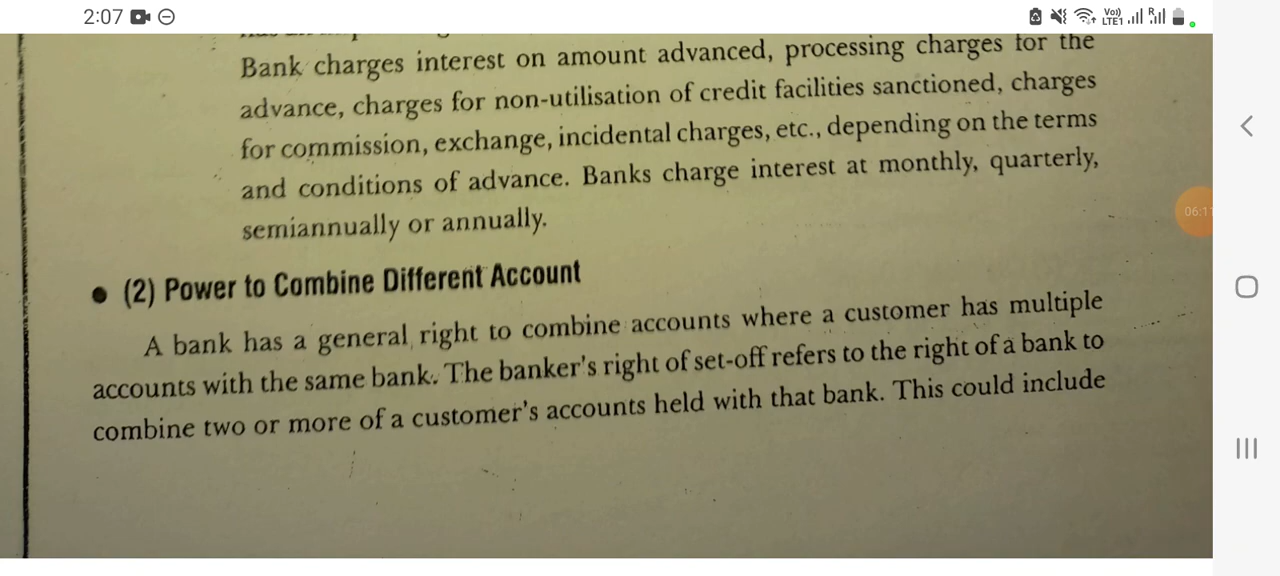 2:07
Bank charges interest on amount advanced, processing charges for the
advance, charges for non-utilisation of credit facilities sanctioned, charges
for commission, exchange, incidental charges, etc., depending on the terms
and conditions of advance. Banks charge interest at monthly, quarterly,
semiannually or annually.
06:1
• (2) Power to Combine Different Account
A bank has a general right to combine accounts where a customer has multiple
accounts with the same bank. The banker's right of set-off refers to the right of a bank to
combine two or more of a customer's accounts held with that bank. This could include